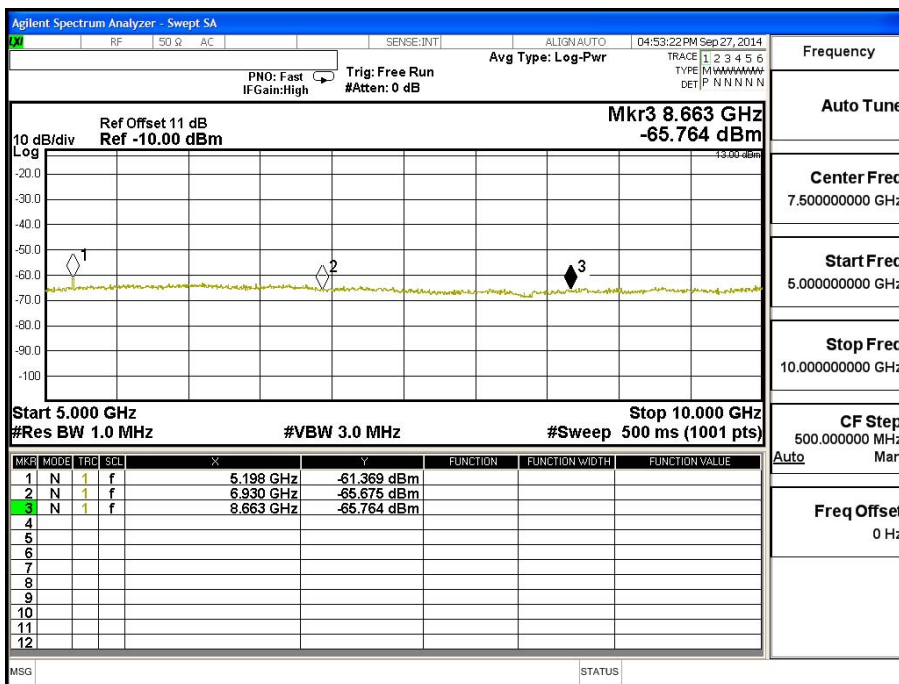 Agilent Spectrum Analyzer - Swept SA
LXI RF 50 Ω AC SENSE:INT ALIGN AUTO 04:53:22 PM Sep 27, 2014
Frequency
Avg Type: Log-Pwr
TRACE 1 2 3 4 5 6
TYPE M W W W W W
DET P N N N N N
PNO: Fast
IFGain:High
Trig: Free Run
#Atten: 0 dB
Auto Tune
Mkr3 8.663 GHz
-65.764 dBm
Ref Offset 11 dB
10 dB/div Ref -10.00 dBm
Log
-13.00 dBm
-20.0
-30.0
-40.0
-50.0
-60.0
-70.0
-80.0
-90.0
-100
1
2
3
Center Freq
7.500000000 GHz
Start Freq
5.000000000 GHz
Stop Freq
10.000000000 GHz
Start 5.000 GHz Stop 10.000 GHz
#Res BW 1.0 MHz #VBW 3.0 MHz #Sweep 500 ms (1001 pts)
CF Step
500.000000 MHz
Auto Man
MKR MODE TRC SCL X Y FUNCTION FUNCTION WIDTH FUNCTION VALUE
1 N 1 f 5.198 GHz -61.369 dBm
2 N 1 f 6.930 GHz -65.675 dBm
3 N 1 f 8.663 GHz -65.764 dBm
4
5
6
7
8
9
10
11
12
Freq Offset
0 Hz
MSG STATUS